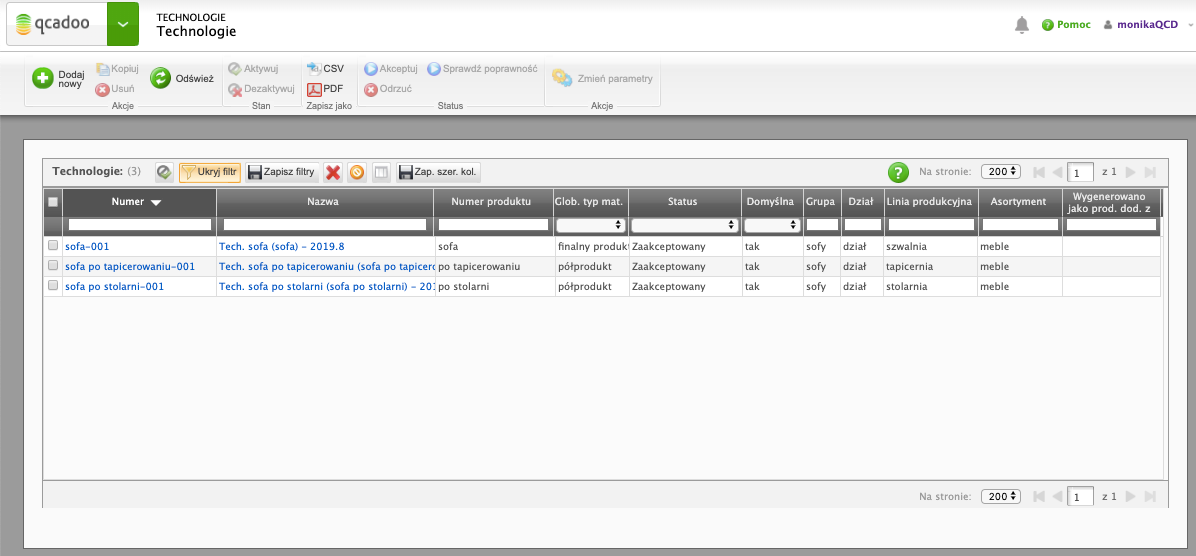 qcadoo
TECHNOLOGIE
Technologie
Pomoc
monikaQCD
Dodaj nowy
Kopiuj
Usuń
Odśwież
Akcje
Aktywuj
Dezaktywuj
Stan
CSV
PDF
Zapisz jako
Akceptuj
Sprawdź poprawność
Odrzuć
Status
Zmień parametry
Akcje
Technologie: (3)
Ukryj filtr
Zapisz filtry
Zap. szer. kol.
Na stronie: 200 1 z 1
Numer Nazwa Numer produktu Glob. typ mat. Status Domyślna Grupa Dział Linia produkcyjna Asortyment Wygenerowano jako prod. dod. z
sofa-001 Tech. sofa (sofa) - 2019.8 sofa finalny produkt Zaakceptowany tak sofy dział szwalnia meble
sofa po tapicerowaniu-001 Tech. sofa po tapicerowaniu (sofa po tapicero po tapicerowaniu półprodukt Zaakceptowany tak sofy dział tapicernia meble
sofa po stolarni-001 Tech. sofa po stolarni (sofa po stolarni) - 201 po stolarni półprodukt Zaakceptowany tak sofy dział stolarnia meble
Na stronie: 200 1 z 1